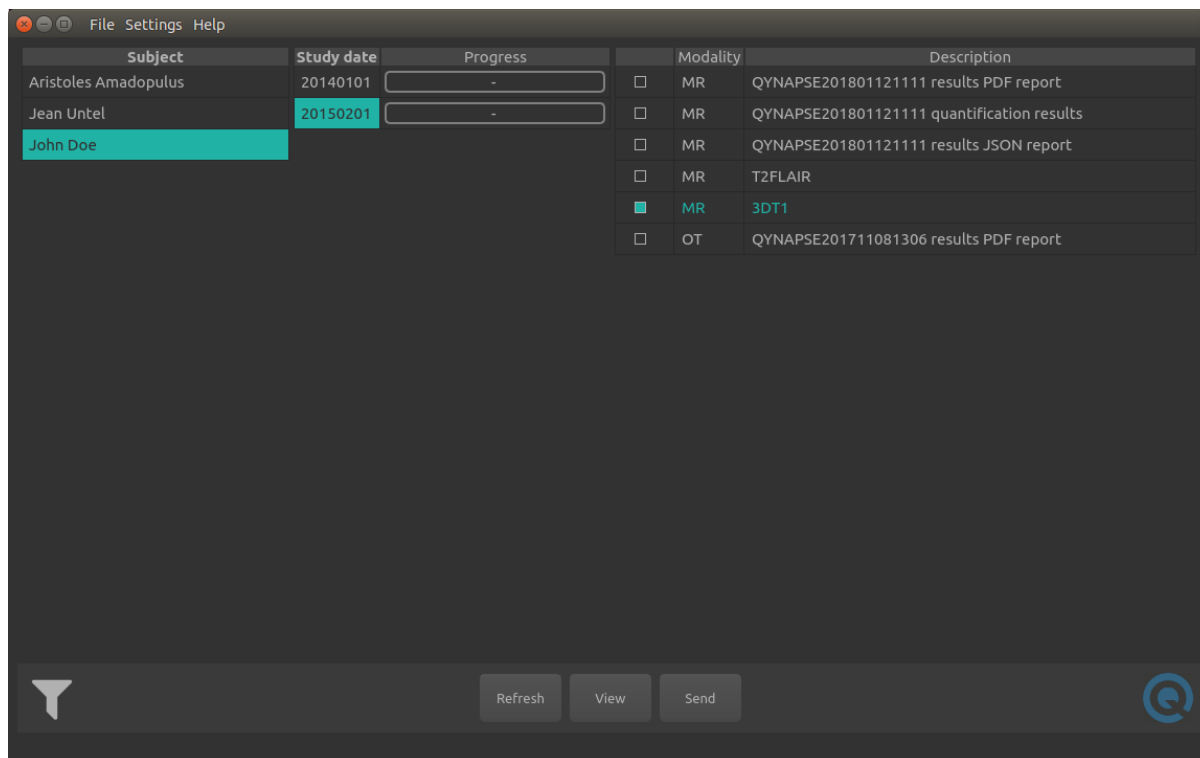 File Settings Help
Subject Study date Progress Modality Description
Aristoles Amadopulus 20140101 - MR QYNAPSE201801121111 results PDF report
Jean Untel 20150201 - MR QYNAPSE201801121111 quantification results
John Doe MR QYNAPSE201801121111 results JSON report
MR T2FLAIR
MR 3DT1
OT QYNAPSE201711081306 results PDF report
Refresh View Send